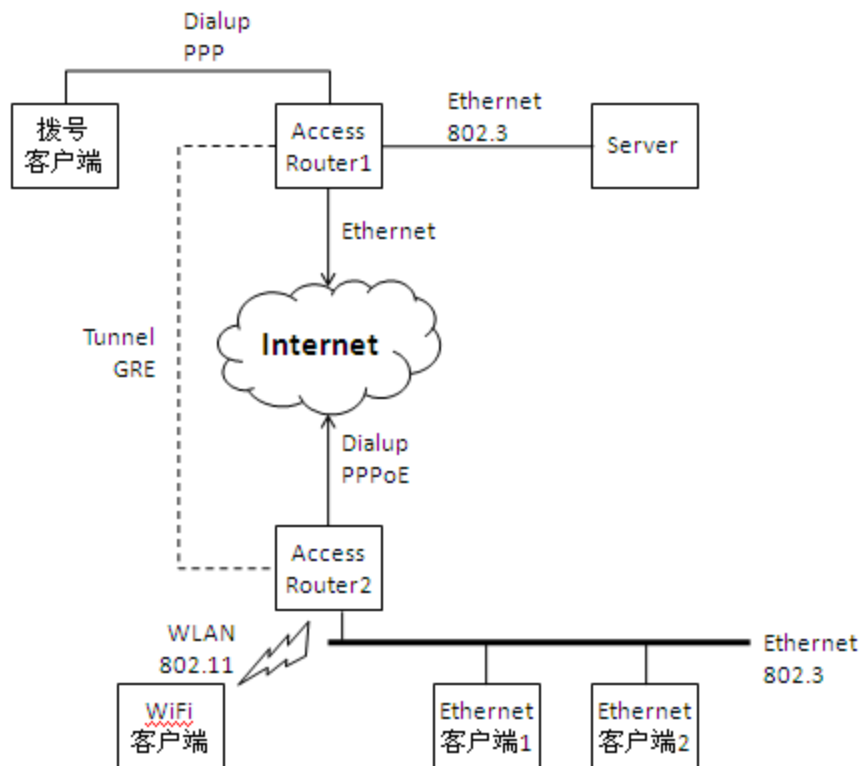 Dialup
PPP
拨号
客户端
Access
Router1
Ethernet
802.3
Server
Ethernet
Internet
Tunnel
GRE
Dialup
PPPoE
Access
Router2
WLAN
802.11
Ethernet
802.3
WiFi
客户端
Ethernet
客户端1
Ethernet
客户端2